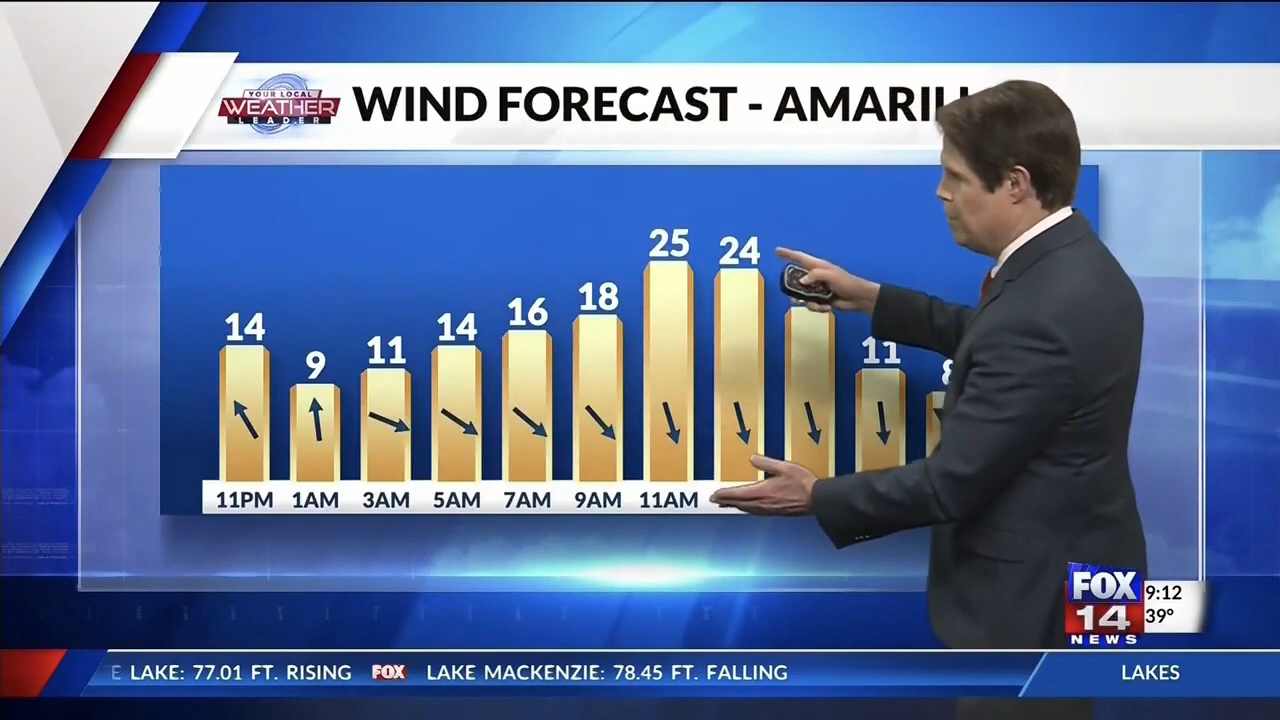 YOUR LOCAL
WEATHER
LEADER
WIND FORECAST - AMARILL
25
24
18
16
14
14
11
9
11
8
11PM 1AM 3AM 5AM 7AM 9AM 11AM
FOX
14
NEWS
9:12
39°
E LAKE: 77.01 FT. RISING FOX LAKE MACKENZIE: 78.45 FT. FALLING
LAKES